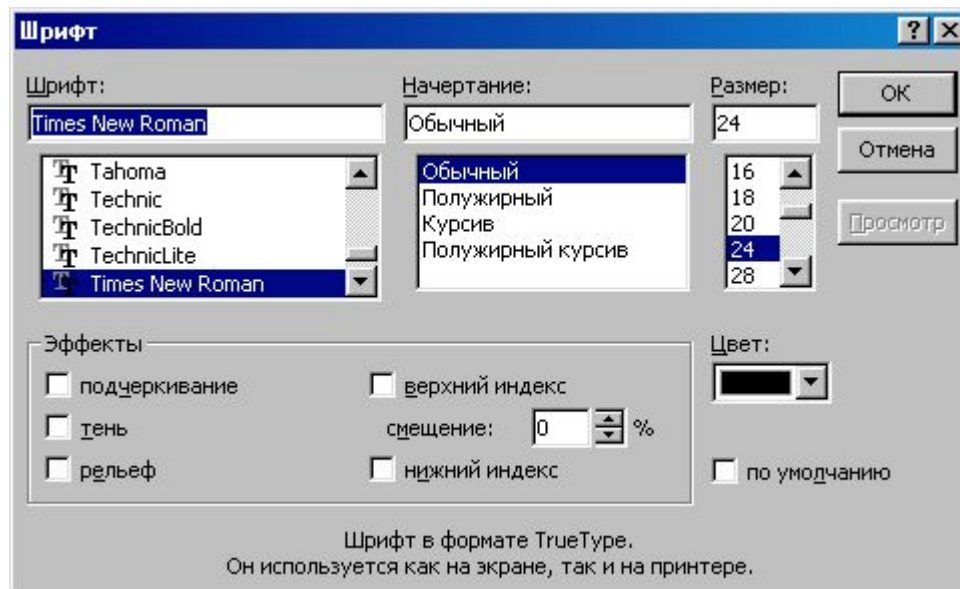 Шрифт
Шрифт:
Times New Roman
Tahoma
Technic
TechnicBold
TechnicLite
Times New Roman
Начертание:
Обычный
Обычный
Полужирный
Курсив
Полужирный курсив
Размер:
24
16
18
20
24
28
ОК
Отмена
Просмотр
Эффекты
подчеркивание
тень
рельеф
верхний индекс
смещение: 0 %
нижний индекс
Цвет:
по умолчанию
Шрифт в формате TrueType.
Он используется как на экране, так и на принтере.